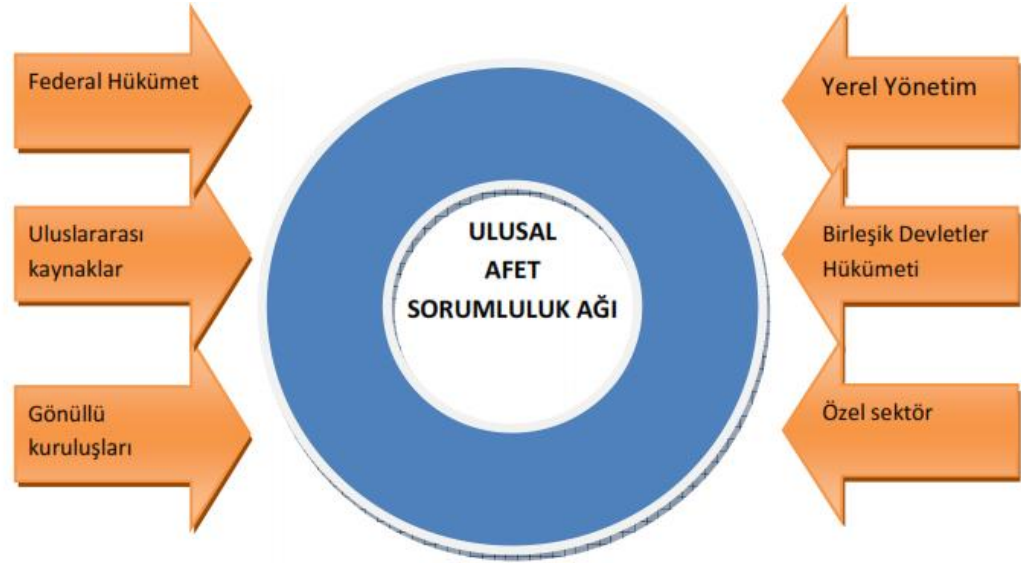 Federal Hükümet
Uluslararası
kaynaklar
Gönüllü
kuruluşları
ULUSAL
AFET
SORUMLULUK AĞI
Yerel Yönetim
Birleşik Devletler
Hükümeti
Özel sektör